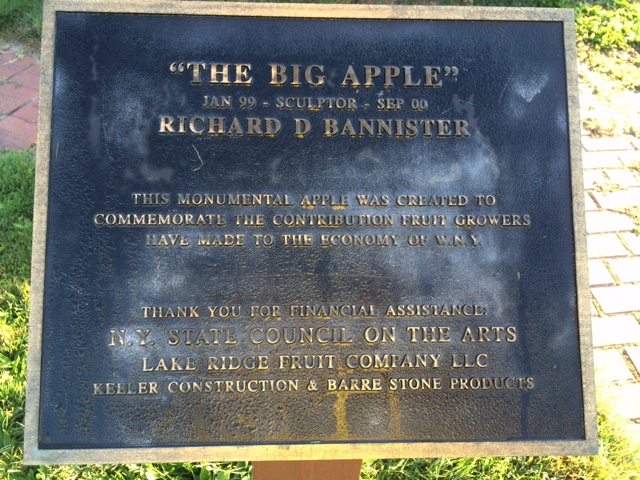 "THE BIG APPLE"
JAN 99 - SCULPTOR - SEP 00
RICHARD D BANNISTER
THIS MONUMENTAL APPLE WAS CREATED TO
COMMEMORATE THE CONTRIBUTION FRUIT GROWERS
HAVE MADE TO THE ECONOMY OF W.N.Y.
THANK YOU FOR FINANCIAL ASSISTANCE:
N.Y. STATE COUNCIL ON THE ARTS
LAKE RIDGE FRUIT COMPANY LLC
KEELER CONSTRUCTION & BARRE STONE PRODUCTS